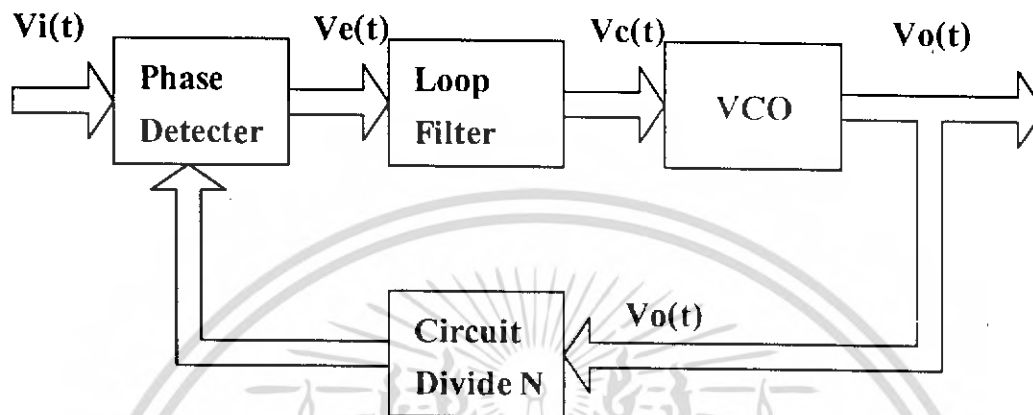 Vi(t)
Ve(t)
Vc(t)
Vo(t)
Phase
Detecter
Loop
Filter
VCO
Vo(t)
Circuit
Divide N